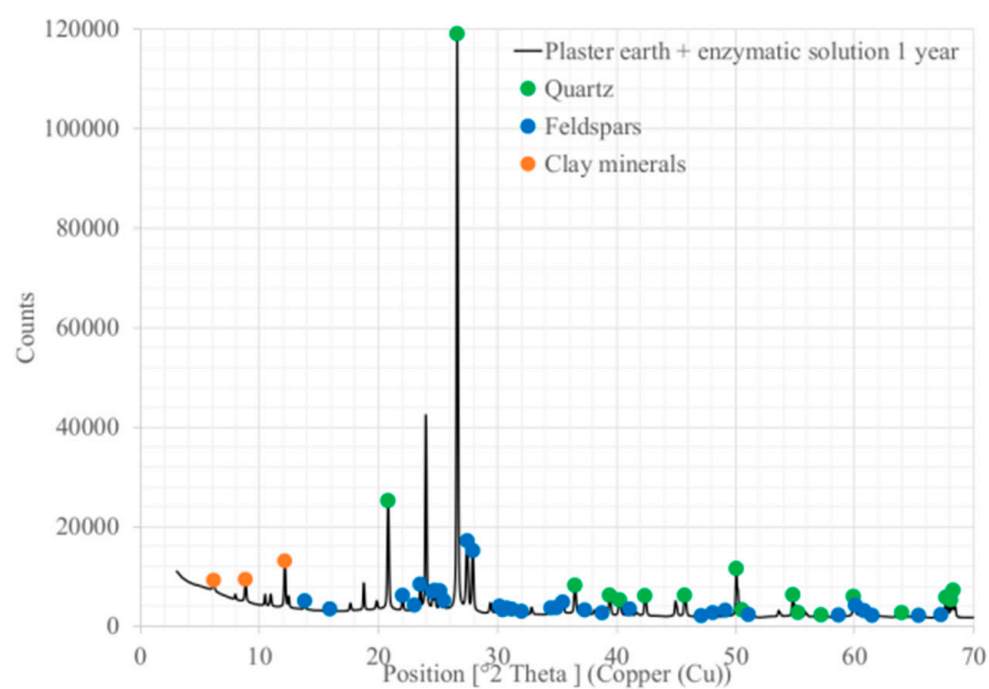 120000
100000
80000
60000
40000
20000
0
Counts
Plaster earth + enzymatic solution 1 year
Quartz
Feldspars
Clay minerals
0 10 20 30 40 50 60 70
Position [°2 Theta ] (Copper (Cu))